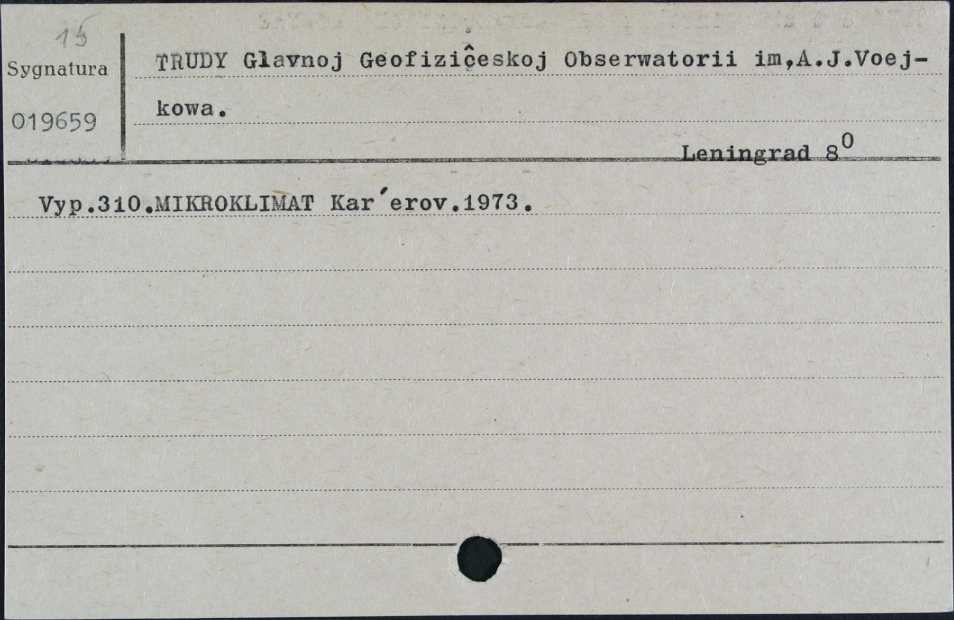 15
Sygnatura
019659
TRUDY Glavnoj Geofiziĉeskoj Obserwatorii im,A.J.Voej-
kowa.
Leningrad 8⁰
Vyp.310.MIKROKLIMAT Kar´erov.1973.